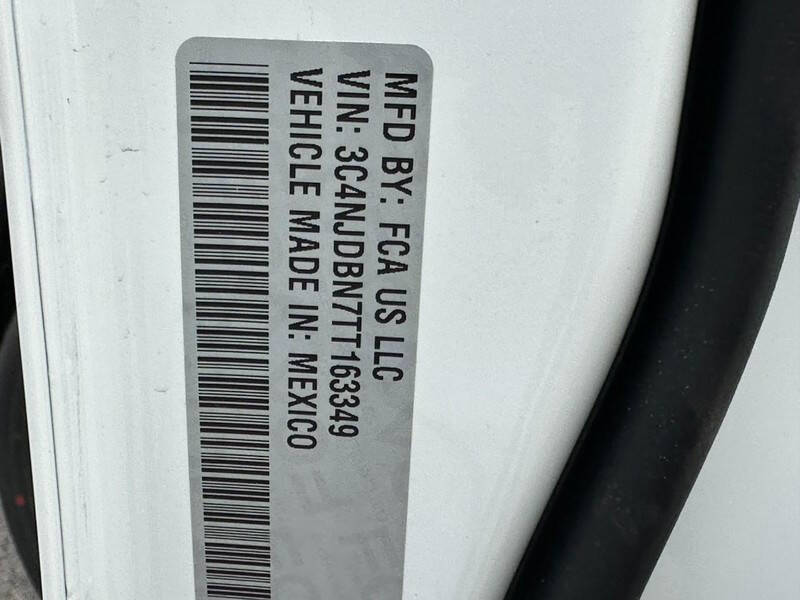 MFD BY: FCA US LLC
VIN: 3C4NJDBN7TT163349
VEHICLE MADE IN: MEXICO